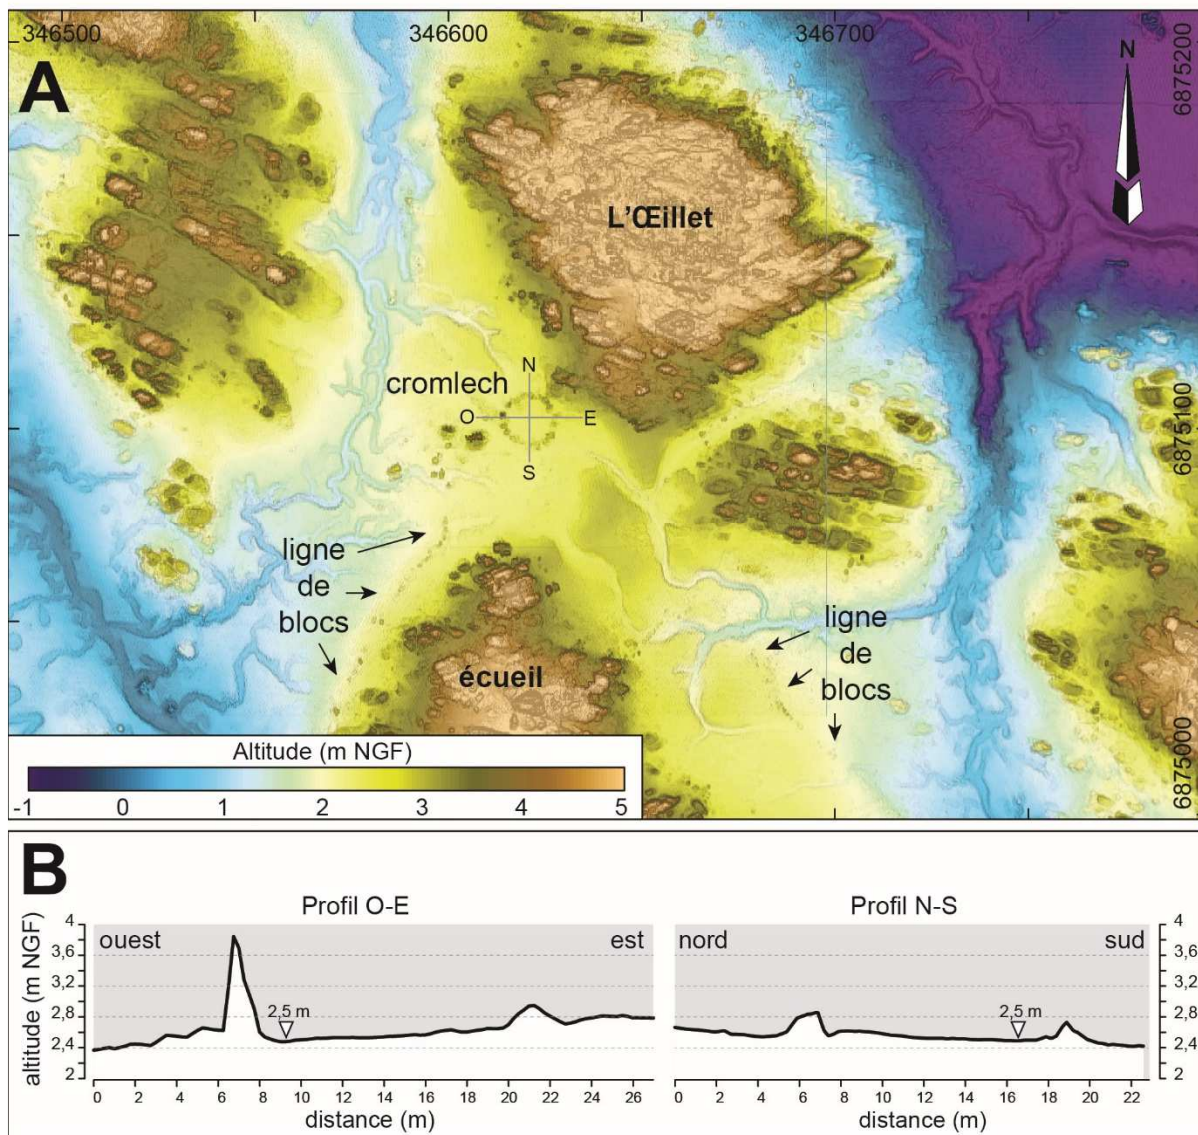 346500 346600 346700
A
N
6875200
L'Œillet
N
cromlech
O E
S
6875100
ligne
de
blocs
ligne
de
blocs
écueil
6875000
Altitude (m NGF)
-1 0 1 2 3 4 5
B
Profil O-E
Profil N-S
altitude (m NGF)
4
3,6
3,2
2,8
2,4
2
ouest
est
2,5 m
0 2 4 6 8 10 12 14 16 18 20 22 24 26
distance (m)
nord
sud
2,5 m
0 2 4 6 8 10 12 14 16 18 20 22
distance (m)
4
3,6
3,2
2,8
2,4
2
altitude (m NGF)